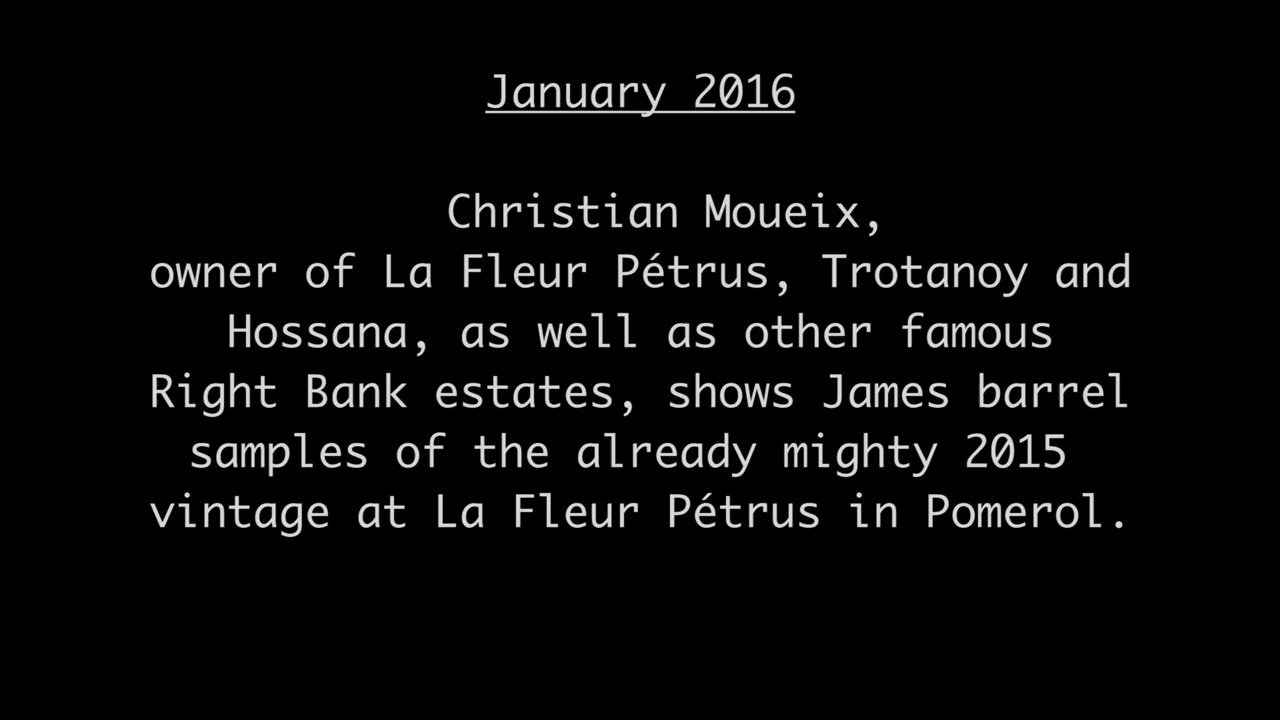 January 2016
Christian Moueix,
owner of La Fleur Pétrus, Trotanoy and
Hossana, as well as other famous
Right Bank estates, shows James barrel
samples of the already mighty 2015
vintage at La Fleur Pétrus in Pomerol.